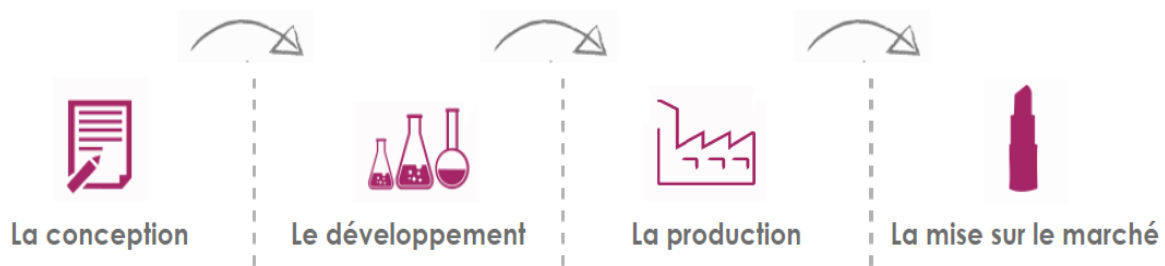 La conception
Le développement
La production
La mise sur le marché